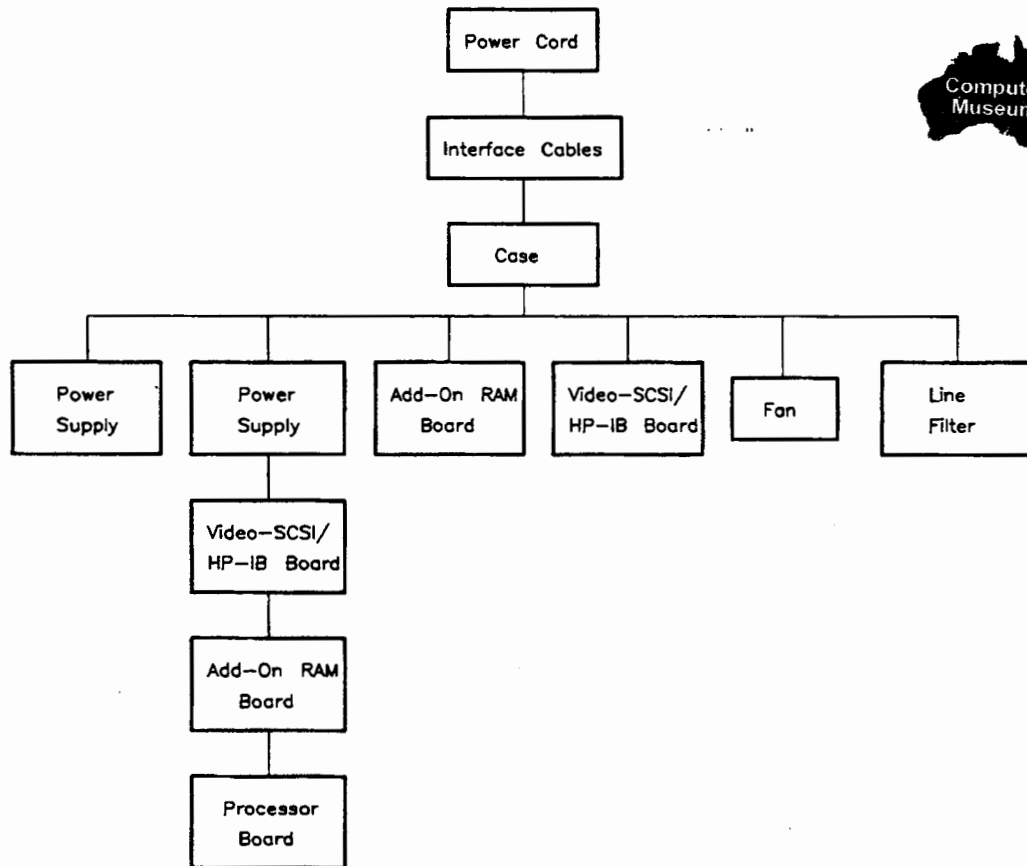 Power Cord
Interface Cables
Case
Power
Supply
Power
Supply
Add-On RAM
Board
Video-SCSI/
HP-IB Board
Fan
Line
Filter
Video-SCSI/
HP-IB Board
Add-On RAM
Board
Processor
Board
Museum